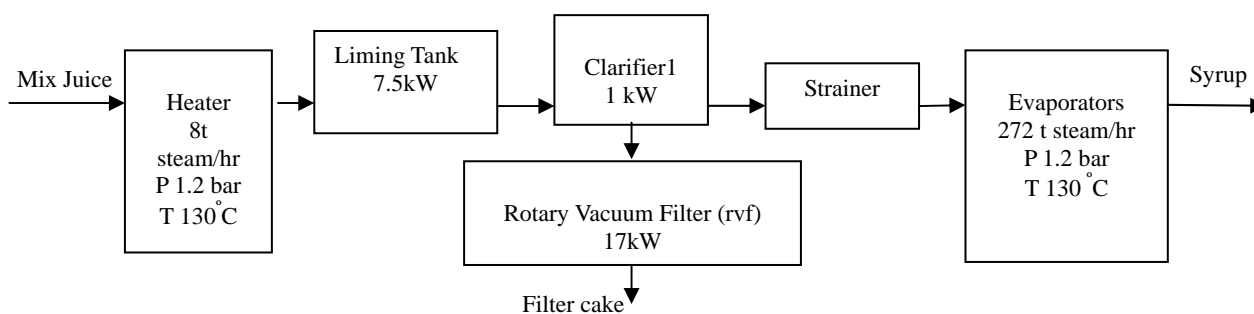 Mix Juice
Heater
8t
steam/hr
P 1.2 bar
T 130°C
Liming Tank
7.5kW
Clarifier1
1 kW
Strainer
Evaporators
272 t steam/hr
P 1.2 bar
T 130 °C
Syrup
Rotary Vacuum Filter (rvf)
17kW
Filter cake